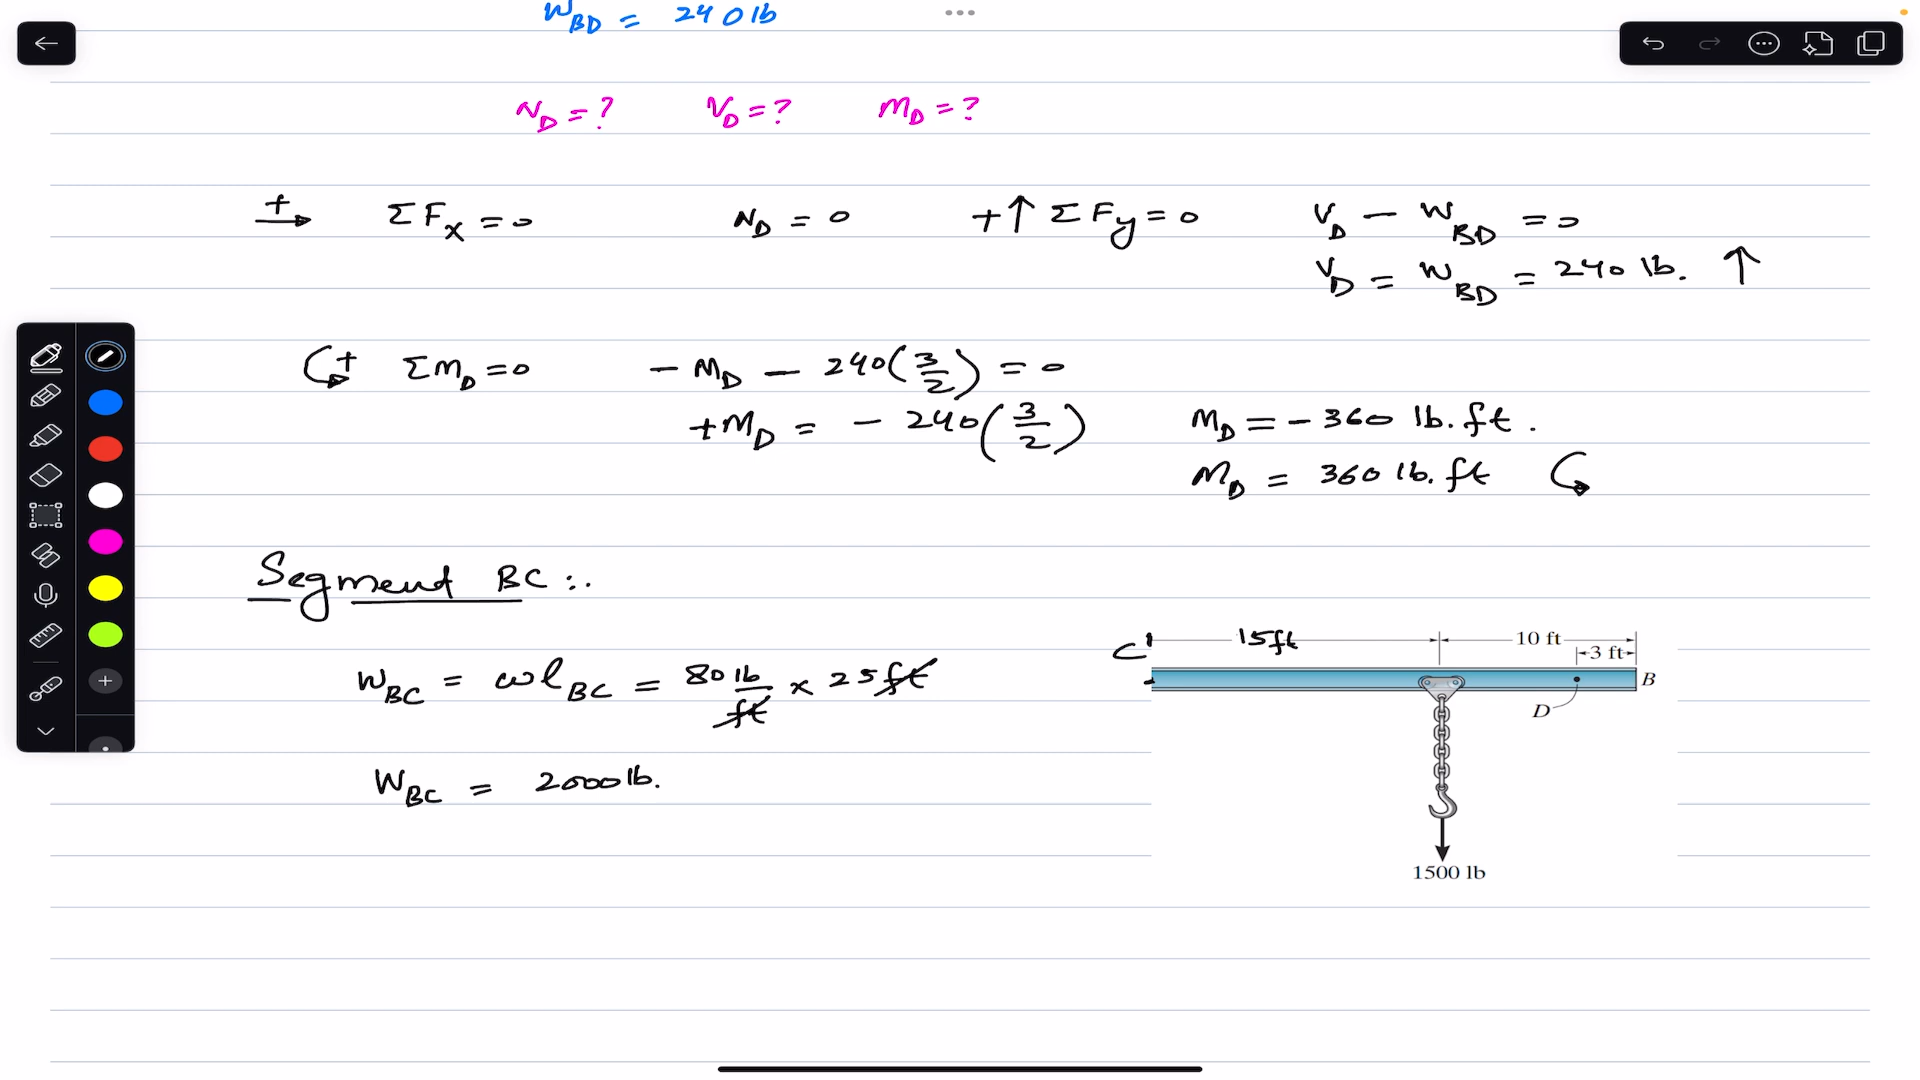 W_BD = 240 lb
N_D = ? V_D = ? M_D = ?
+→ ΣF_x = 0 N_D = 0 +↑ ΣF_y = 0 V_D - W_BD = 0
V_D = W_BD = 240 lb. ↑
+ ΣM_D = 0 - M_D - 240(3/2) = 0
+M_D = - 240(3/2) M_D = - 360 lb.ft.
M_D = 360 lb.ft
Segment BC :.
W_BC = ωl_BC = 80 lb/ft × 25 ft
W_BC = 2000 lb.
C 15ft 10 ft
3 ft
B
D
1500 lb